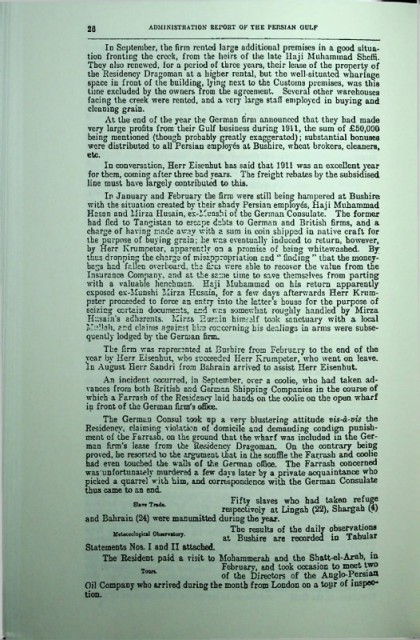 26 ADMINISTRATION REPORT OF THE PERSIAN GULF
In September, the firm rented large additional premises in a good situa-
tion fronting the creek, from the heirs of the late Haji Muhammad Sheffi.
They also renewed, for a period of three years, their lease of the property of
the Residency Dragoman at a higher rental, but the well-situated wharfage
space in front of the building, lying next to the Customs premises, was this
time excluded by the owners from the agreement. Several other warehouses
facing the creek were rented, and a very large staff employed in buying and
cleaning grain.
At the end of the year the German firm announced that they had made
very large profits from their Gulf business during 1911, the sum of £50,000
being mentioned (though probably greatly exaggerated); substantial bonuses
were distributed to all Persian employés at Bushire, wheat brokers, cleaners,
etc.
In conversation, Herr Eisenhut has said that 1911 was an excellent year
for them, coming after three bad years. The freight rebates by the subsidised
line must have largely contributed to this.
In January and February the firm were still being hampered at Bushire
with the situation created by their shady Persian employés, Haji Muhammad
Hasan and Mirza Husain, ex-Munshi of the German Consulate. The former
had fled to Tangistan to escape debts to German and British firms, and a
charge of having made away with a sum in coin shipped in native craft for
the purpose of buying grain; he was eventually induced to return, however,
by Herr Krumpeter, apparently on a promise of being whitewashed. By
thus dropping the charge of misappropriation and "finding" that the money-
bags had fallen overboard, the firm were able to recover the value from the
Insurance Company, and at the same time to save themselves from parting
with a valuable henchman. Haji Muhammad on his return apparently
exposed ex-Munshi Mirza Husain, for a few days afterwards Herr Krum-
peter proceeded to force an entry into the latter's house for the purpose of
seizing certain documents, and was somewhat roughly handled by Mirza
Husain's adherents. Mirza Husain himself took sanctuary with a local
Mullah, and claims against him concerning his dealings in arms were subse-
quently lodged by the German firm.
The firm was represented at Bushire from February to the end of the
year by Herr Eisenhut, who succeeded Herr Krumpeter, who went on leave.
In August Herr Sandri from Bahrain arrived to assist Herr Eisenhut.
An incident occurred, in September, over a coolie, who had taken ad-
vances from both British and German Shipping Companies in the course of
which a Farrash of the Residency laid hands on the coolie on the open wharf
in front of the German firm's office.
The German Consul took up a very blustering attitude vis-à-vis the
Residency, claiming violation of domicile and demanding condign punish-
ment of the Farrash, on the ground that the wharf was included in the Ger-
man firm's lease from the Residency Dragoman. On the contrary being
proved, he resorted to the argument that in the scuffle the Farrash and coolie
had even touched the walls of the German office. The Farrash concerned
was unfortunately murdered a few days later by a private acquaintance who
picked a quarrel with him, and correspondence with the German Consulate
thus came to an end.
Slave Trade.
Fifty slaves who had taken refuge
respectively at Lingah (22), Shargah (4)
and Bahrain (24) were manumitted during the year.
Meteorological Observatory.
The results of the daily observations
at Bushire are recorded in Tabular
Statements Nos. I and II attached.
Tours.
The Resident paid a visit to Mohammerah and the Shatt-el-Arab, in
February, and took occasion to meet two
of the Directors of the Anglo-Persian
Oil Company who arrived during the month from London on a tour of inspec-
tion.